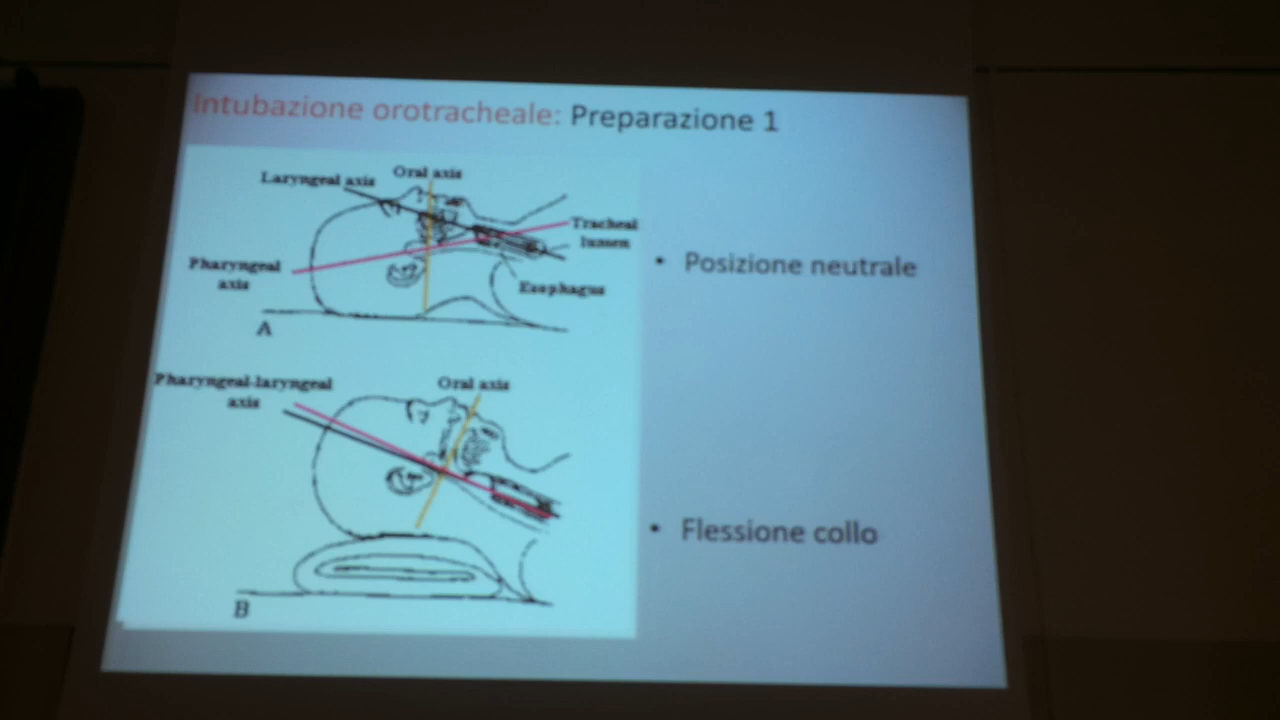 Intubazione orotracheale: Preparazione 1
Oral axis
Laryngeal axis
Tracheal
lumen
Pharyngeal
axis
Esophagus
A
• Posizione neutrale
Pharyngeal-laryngeal
axis
Oral axis
B
• Flessione collo